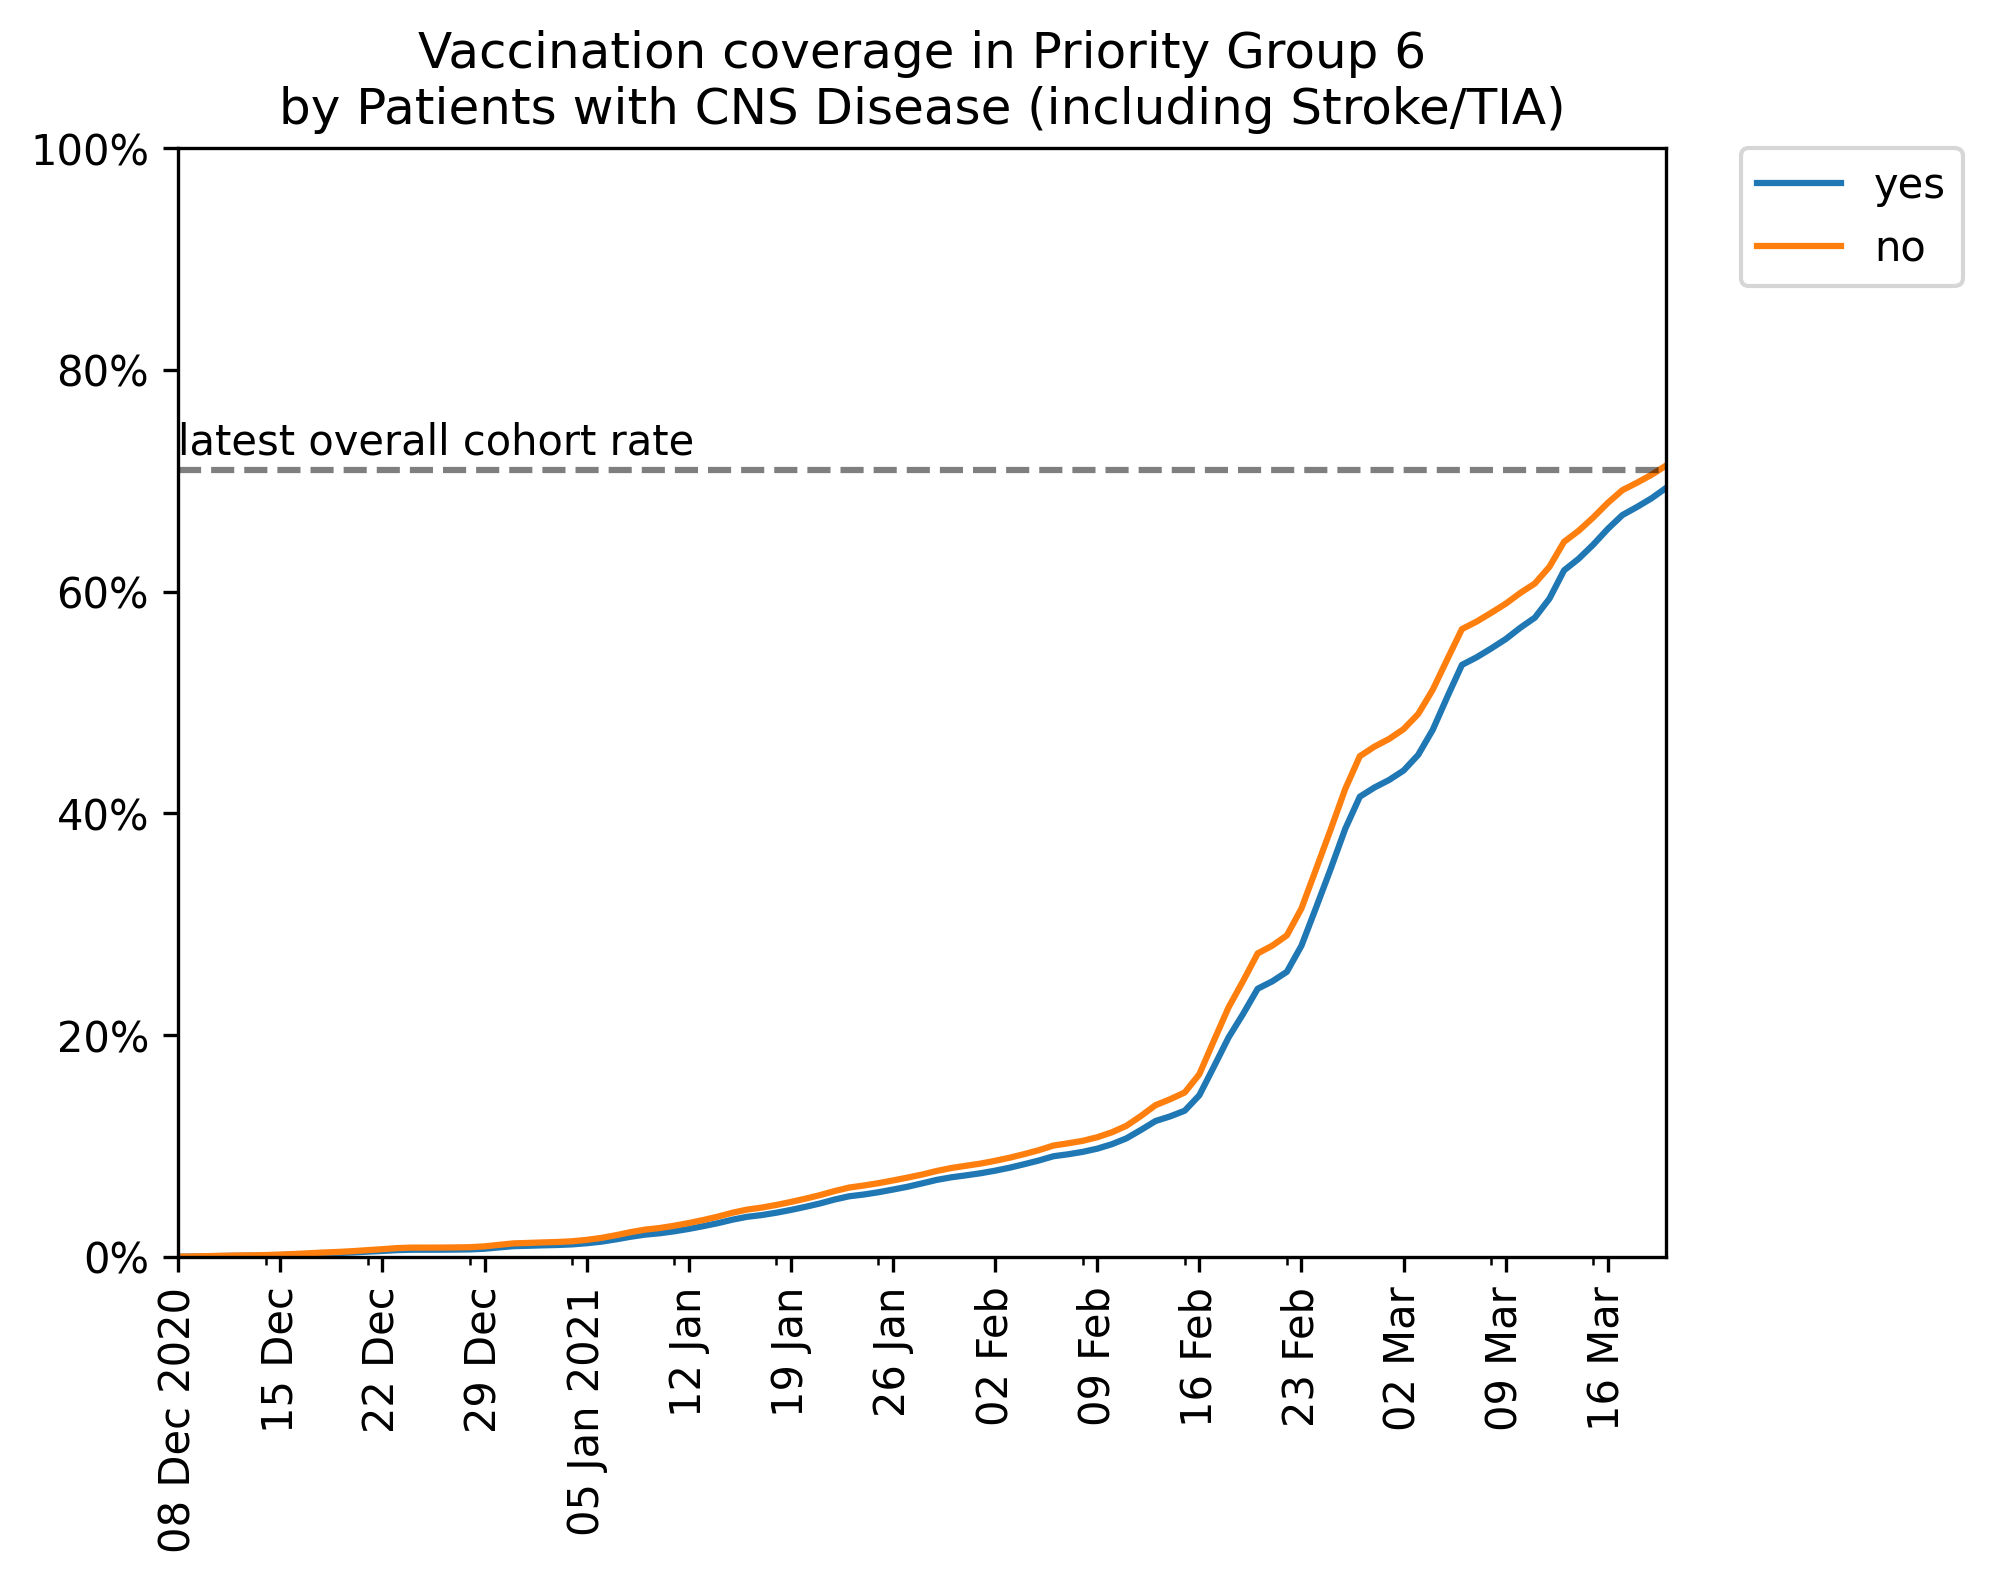 Vaccination coverage in Priority Group 6
by Patients with CNS Disease (including Stroke/TIA)
100%
80%
60%
40%
20%
0%
latest overall cohort rate
yes
no
08 Dec 2020
15 Dec
22 Dec
29 Dec
05 Jan 2021
12 Jan
19 Jan
26 Jan
02 Feb
09 Feb
16 Feb
23 Feb
02 Mar
09 Mar
16 Mar